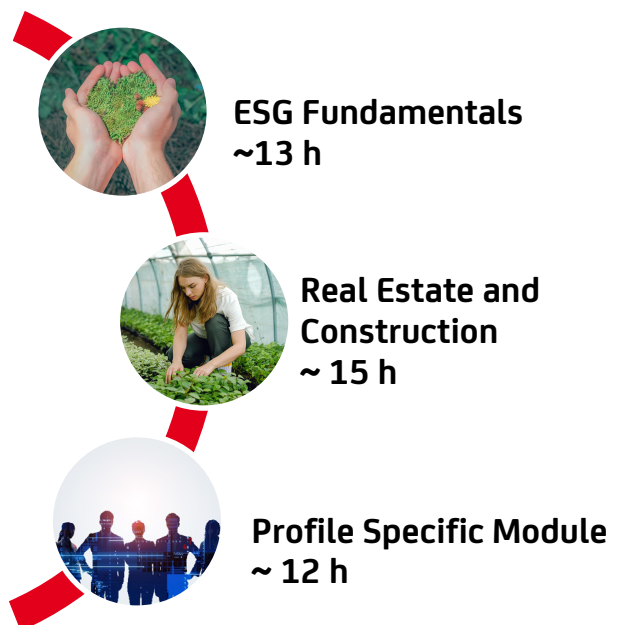 ESG Fundamentals
~13 h
Real Estate and
Construction
~ 15 h
Profile Specific Module
~ 12 h